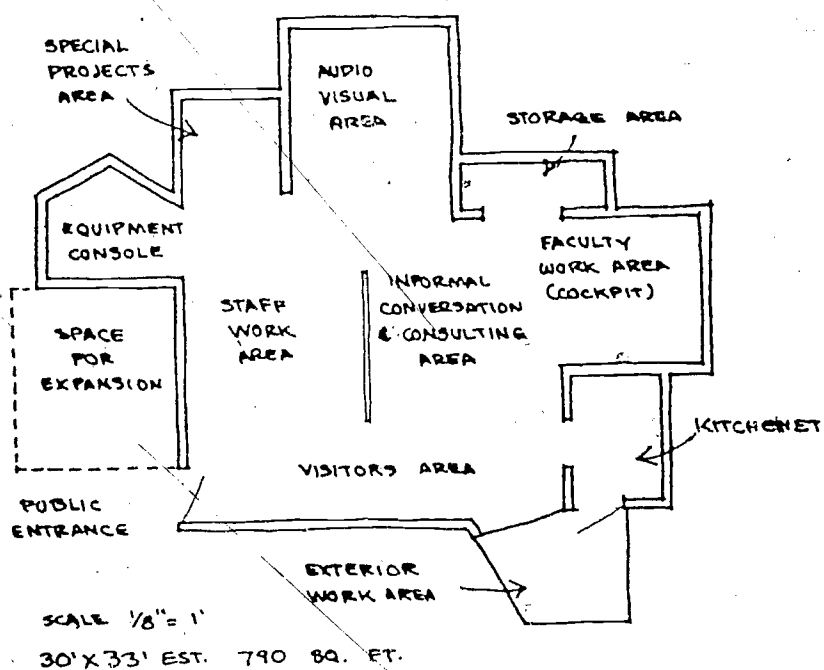 SPECIAL
PROJECTS
AREA
AUDIO
VISUAL
AREA
STORAGE AREA
EQUIPMENT
CONSOLE
FACULTY
WORK AREA
(COCKPIT)
STAFF
WORK
AREA
INFORMAL
CONVERSATION
& CONSULTING
AREA
SPACE
FOR
EXPANSION
KITCHENET
VISITORS AREA
PUBLIC
ENTRANCE
EXTERIOR
WORK AREA
SCALE 1/8" = 1'
30' X 33' EST. 790 SQ. FT.